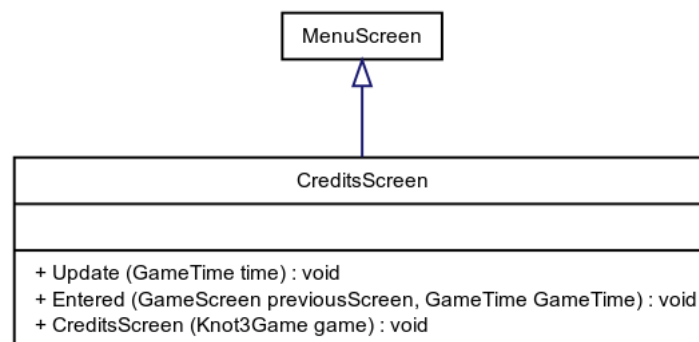 MenuScreen
CreditsScreen
+ Update (GameTime time) : void
+ Entered (GameScreen previousScreen, GameTime GameTime) : void
+ CreditsScreen (Knot3Game game) : void